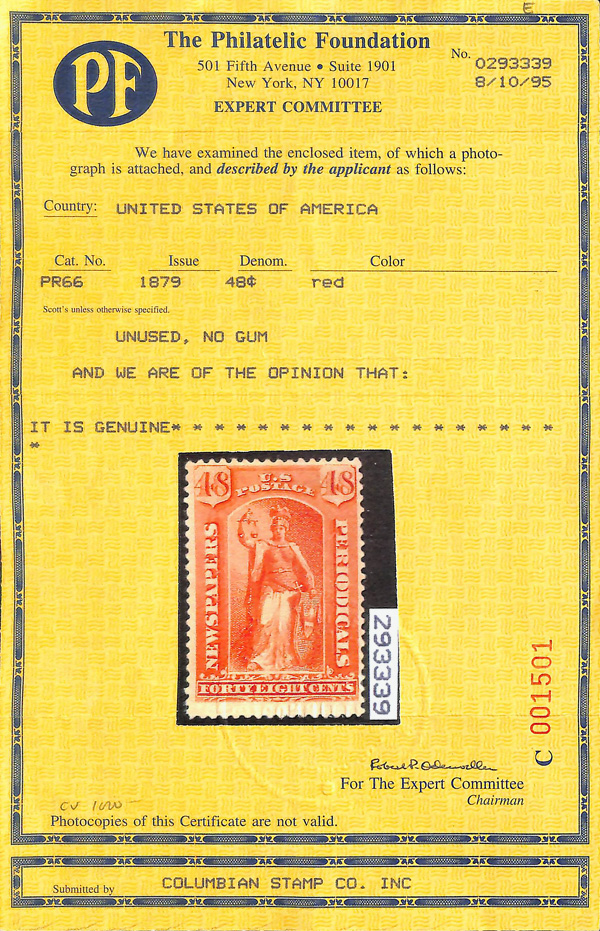 E
PF
The Philatelic Foundation
501 Fifth Avenue • Suite 1901
New York, NY 10017
EXPERT COMMITTEE
No. 0293339
8/10/95
We have examined the enclosed item, of which a photo-
graph is attached, and described by the applicant as follows:
Country: UNITED STATES OF AMERICA
Cat. No. Issue Denom. Color
PR66 1879 48¢ red
Scott's unless otherwise specified.
UNUSED, NO GUM
AND WE ARE OF THE OPINION THAT:
IT IS GENUINE* * * * * * * * * * * * * * * *
*
48 U.S. 48
POSTAGE
NEWSPAPERS
PERIODICALS
FORTY EIGHT CENTS
293339
C 001501
For The Expert Committee
Chairman
Photocopies of this Certificate are not valid.
Submitted by COLUMBIAN STAMP CO. INC